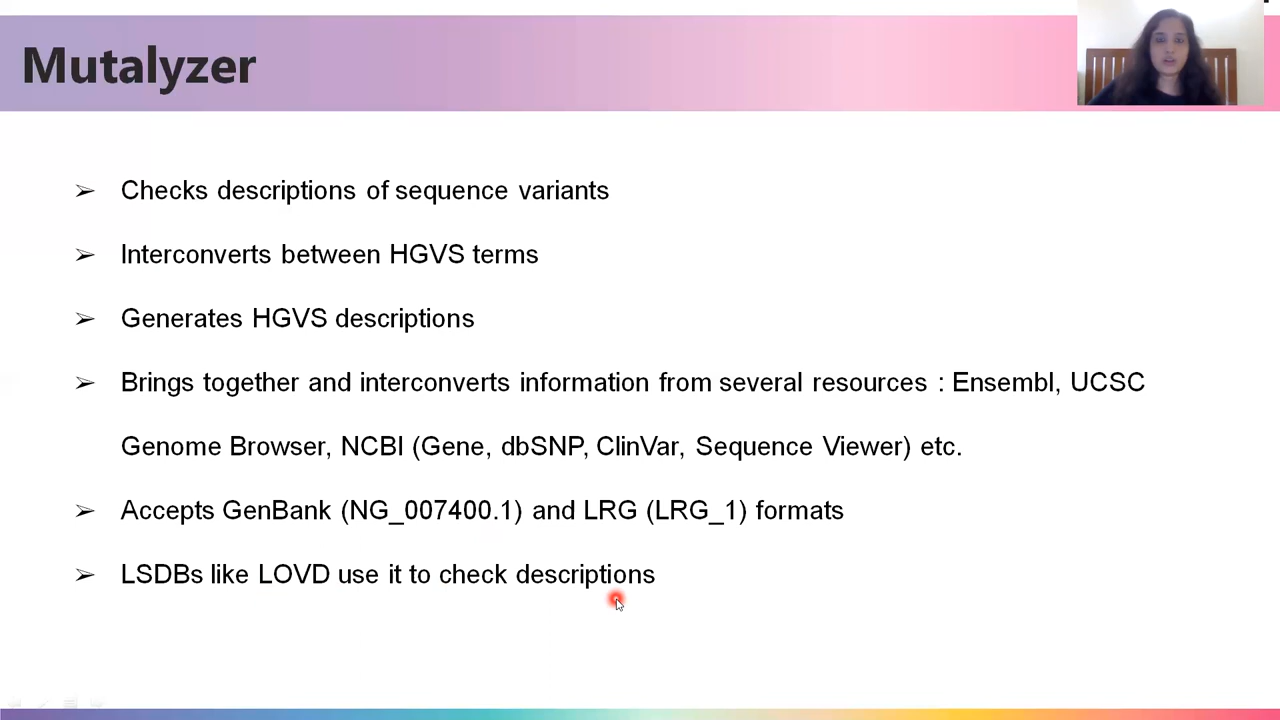 Mutalyzer
➢ Checks descriptions of sequence variants
➢ Interconverts between HGVS terms
➢ Generates HGVS descriptions
➢ Brings together and interconverts information from several resources : Ensembl, UCSC
Genome Browser, NCBI (Gene, dbSNP, ClinVar, Sequence Viewer) etc.
➢ Accepts GenBank (NG_007400.1) and LRG (LRG_1) formats
➢ LSDBs like LOVD use it to check descriptions